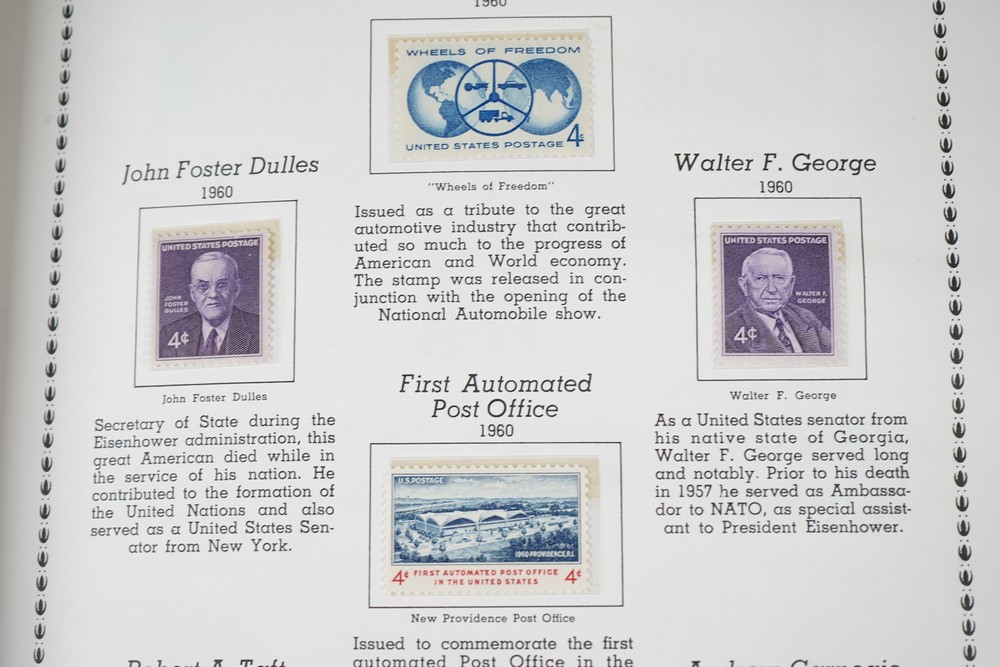 1960
WHEELS OF FREEDOM
UNITED STATES POSTAGE 4¢
"Wheels of Freedom"
Issued as a tribute to the great
automotive industry that contrib-
uted so much to the progress of
American and World economy.
The stamp was released in con-
junction with the opening of the
National Automobile show.
John Foster Dulles
1960
UNITED STATES POSTAGE
JOHN
FOSTER
DULLES
4¢
John Foster Dulles
Secretary of State during the
Eisenhower administration, this
great American died while in
the service of his nation. He
contributed to the formation of
the United Nations and also
served as a United States Sen-
ator from New York.
Walter F. George
1960
UNITED STATES POSTAGE
WALTER F.
GEORGE
4¢
Walter F. George
As a United States senator from
his native state of Georgia,
Walter F. George served long
and notably. Prior to his death
in 1957 he served as Ambassa-
dor to NATO, as special assist-
ant to President Eisenhower.
First Automated
Post Office
1960
U.S. POSTAGE
1960 PROVIDENCE, R.I.
4¢ FIRST AUTOMATED POST OFFICE 4¢
IN THE UNITED STATES
New Providence Post Office
Issued to commemorate the first
automated Post Office in the
Robert A. Taft
Andrew Carnegie